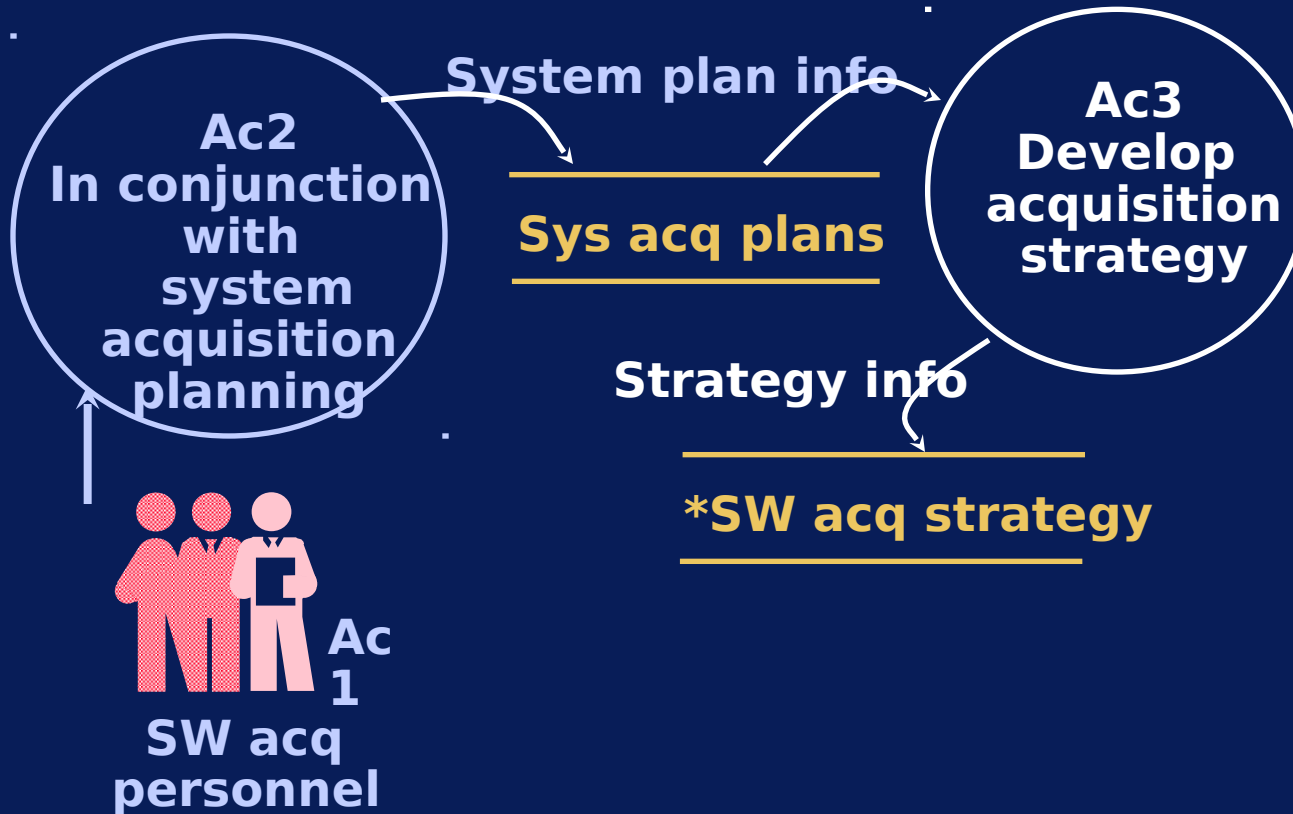 System plan info
Ac2
In conjunction
with
system
acquisition
planning
Ac3
Develop
acquisition
strategy
Sys acq plans
Strategy info
*SW acq strategy
Ac
1
SW acq
personnel